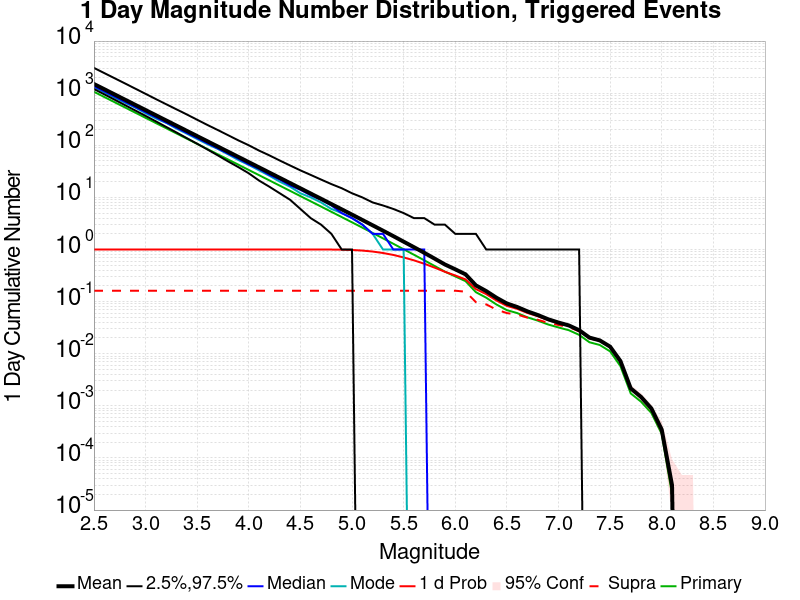 1 Day Magnitude Number Distribution, Triggered Events
1 Day Cumulative Number
10^4
10^3
10^2
10^1
10^0
10^-1
10^-2
10^-3
10^-4
10^-5
2.5 3.0 3.5 4.0 4.5 5.0 5.5 6.0 6.5 7.0 7.5 8.0 8.5 9.0
Magnitude
Mean 2.5%,97.5% Median Mode 1 d Prob 95% Conf Supra Primary